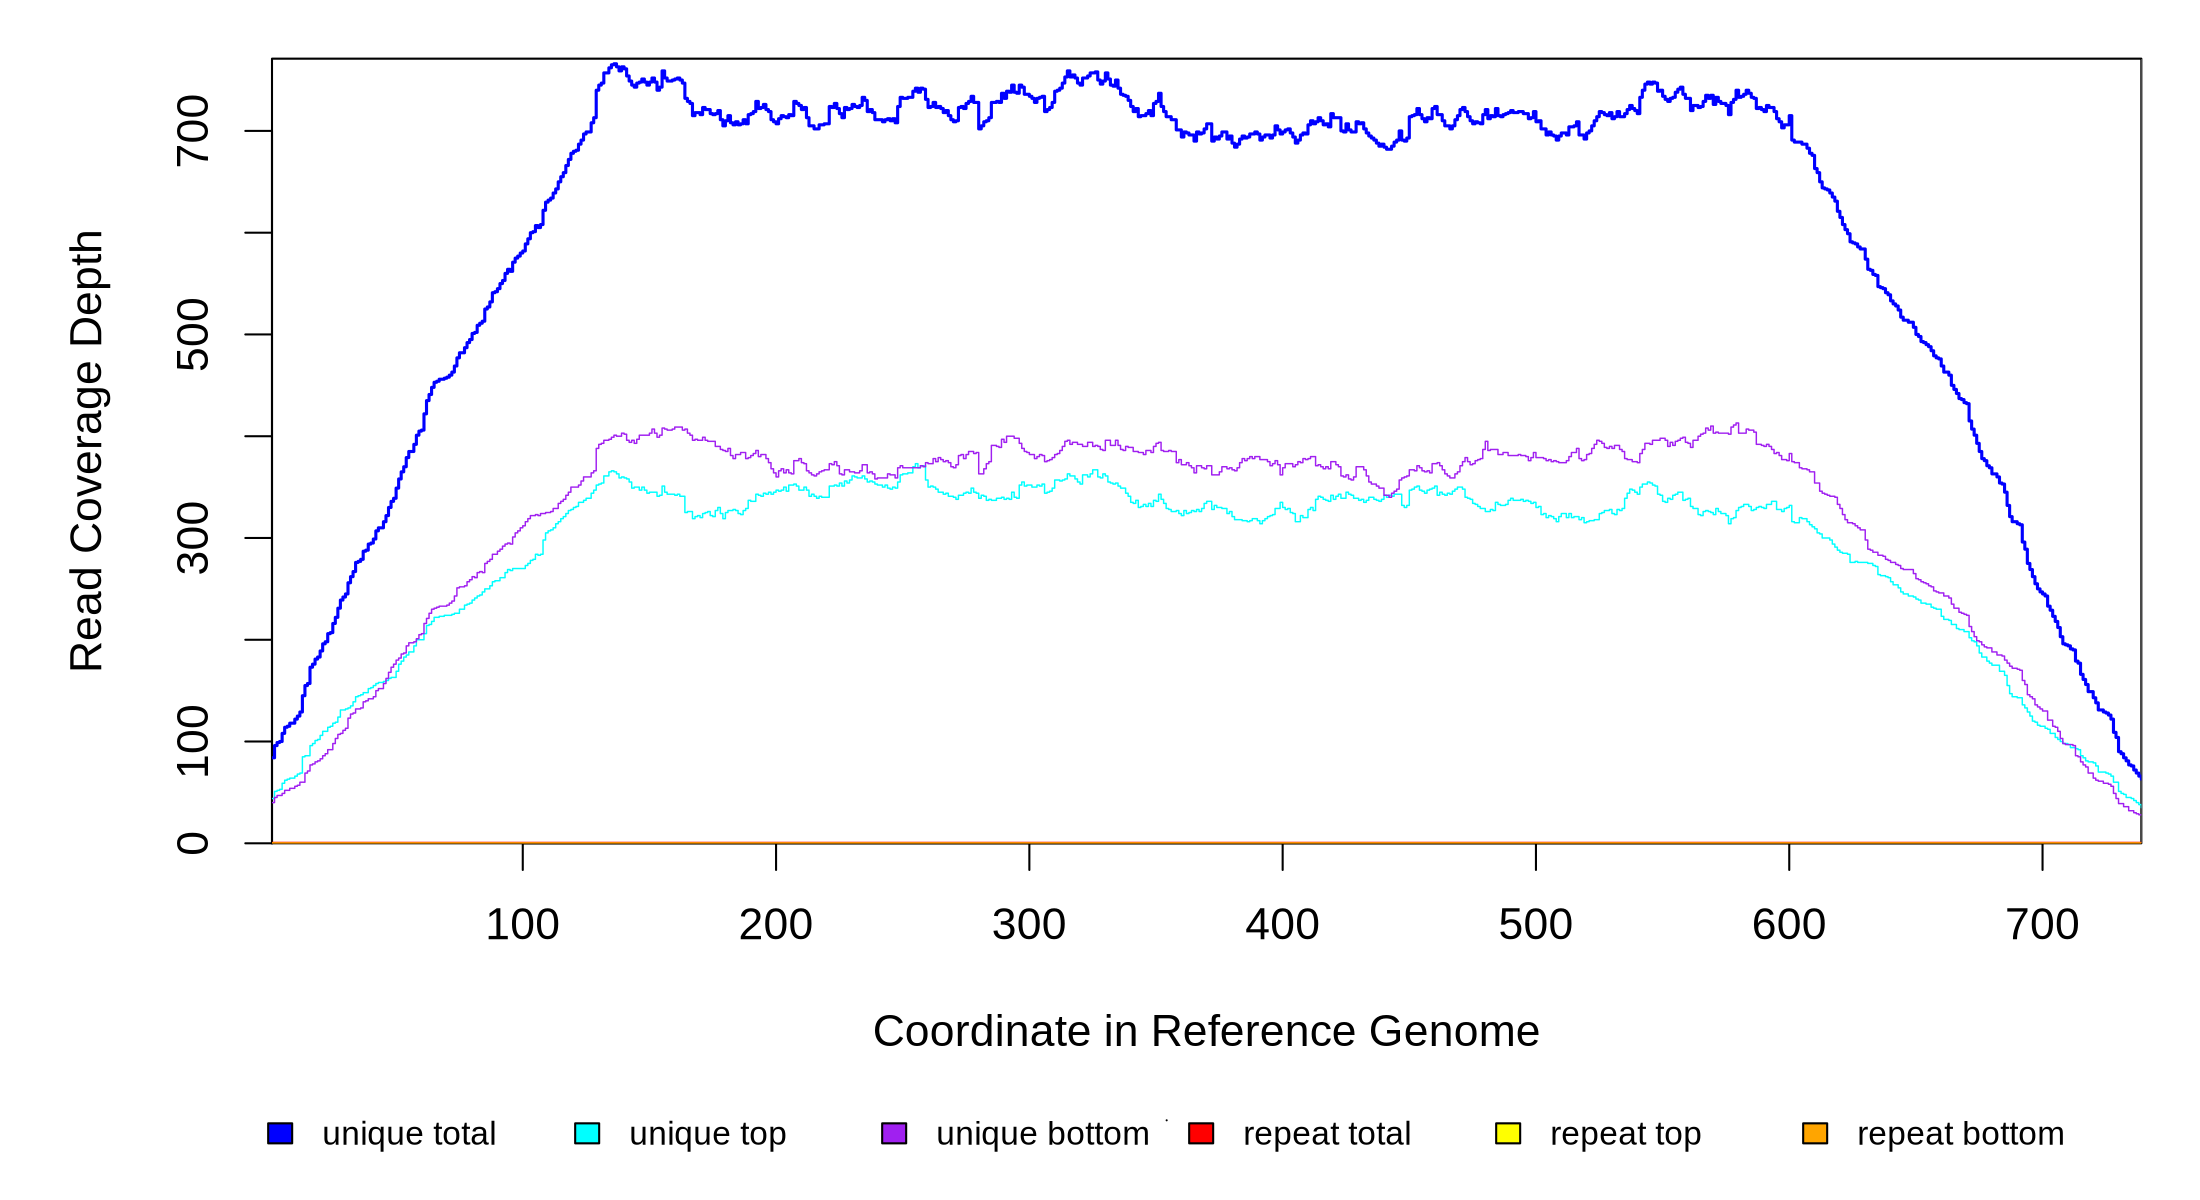 Read Coverage Depth
700
500
300
100
0
100 200 300 400 500 600 700
Coordinate in Reference Genome
unique total unique top unique bottom repeat total repeat top repeat bottom